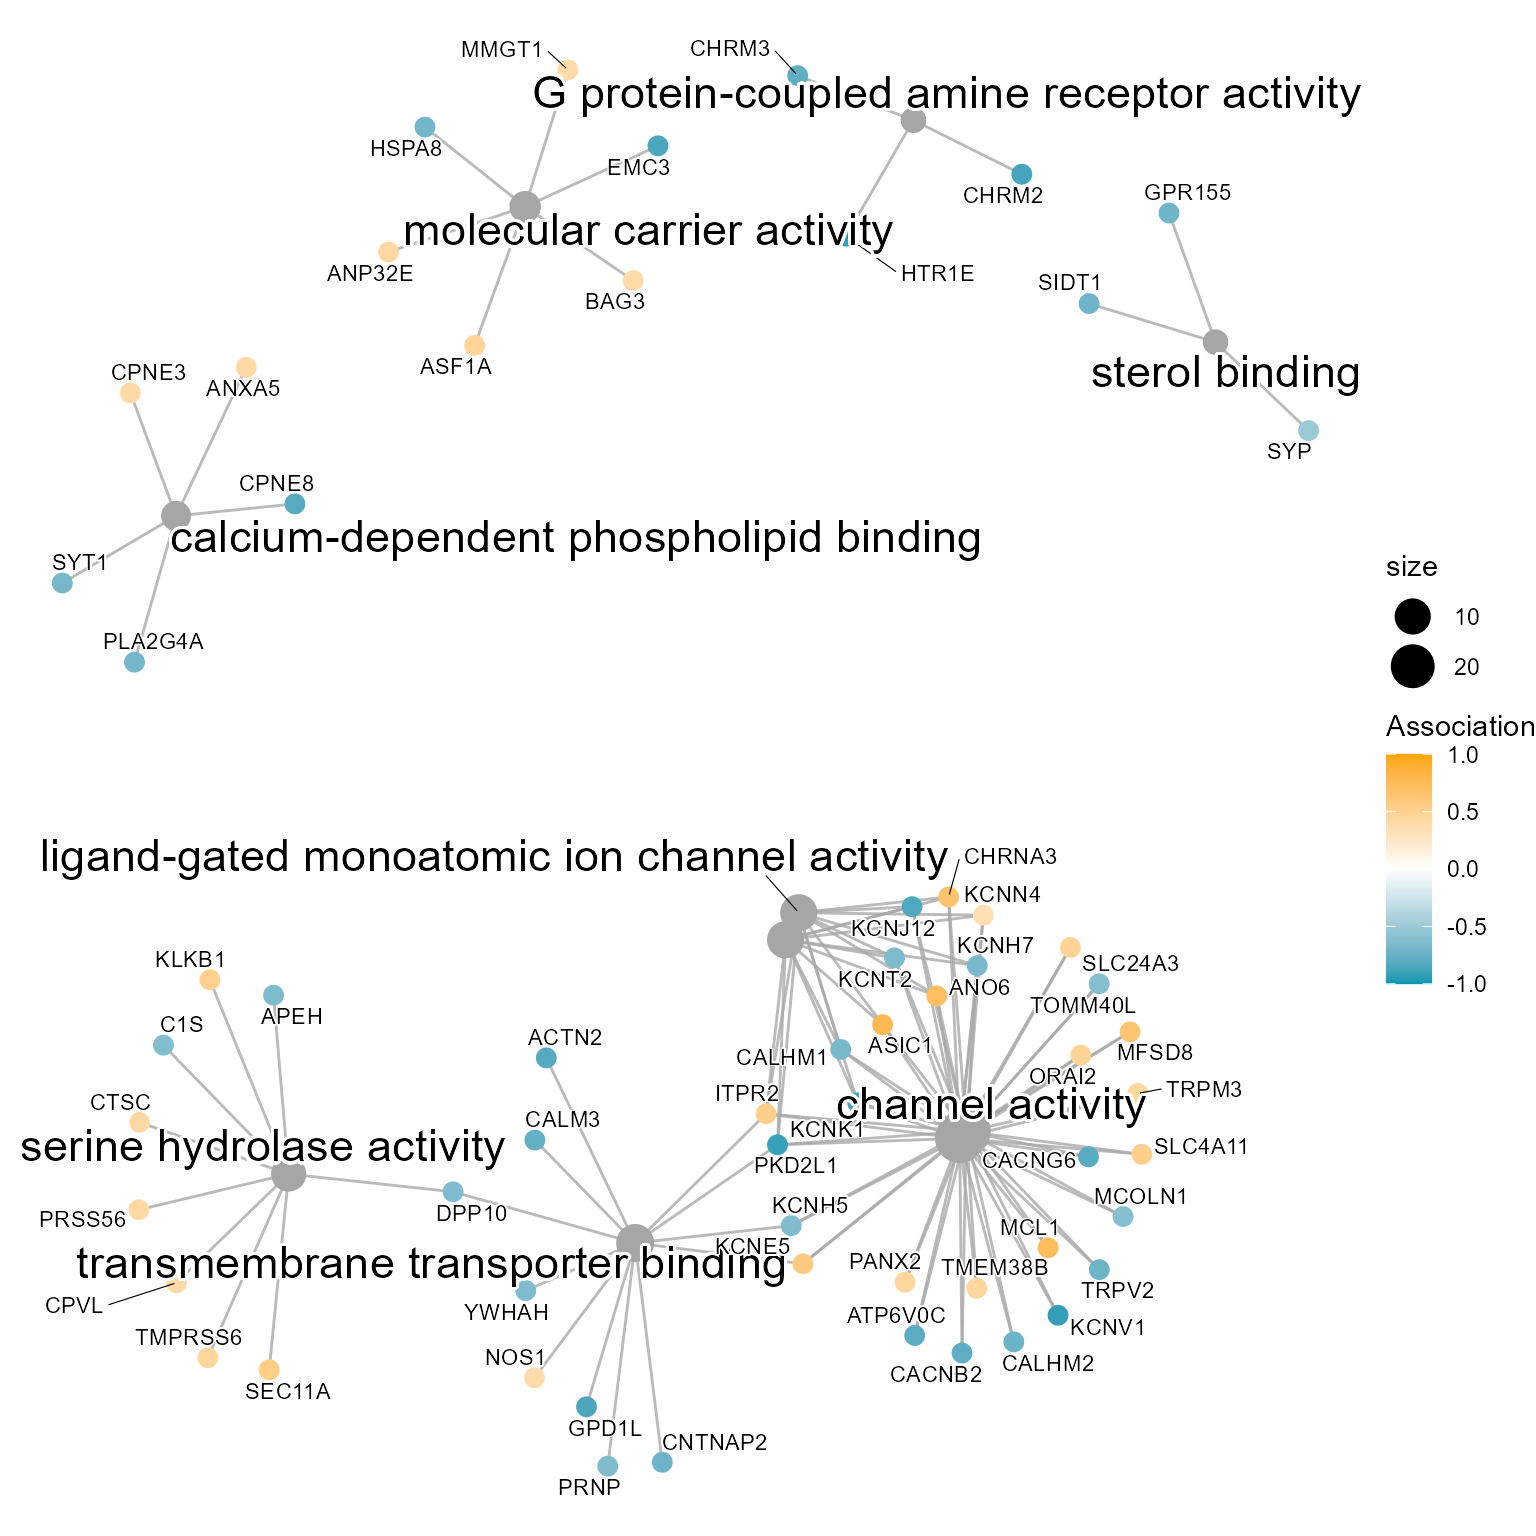 MMGT1
CHRM3
G protein-coupled amine receptor activity
HSPA8
EMC3
CHRM2
GPR155
molecular carrier activity
ANP32E
HTR1E
SIDT1
BAG3
ASF1A
CPNE3
ANXA5
sterol binding
SYP
CPNE8
calcium-dependent phospholipid binding
SYT1
PLA2G4A
size
10
20
Association
1.0
0.5
0.0
-0.5
-1.0
ligand-gated monoatomic ion channel activity
CHRNA3
KCNN4
KCNJ12
KCNH7
KLKB1
SLC24A3
KCNT2
ANO6
TOMM40L
APEH
C1S
ACTN2
CALHM1
ASIC1
MFSD8
ORAI2
ITPR2
TRPM3
CTSC
channel activity
CALM3
KCNK1
serine hydrolase activity
PKD2L1
CACNG6
SLC4A11
MCOLN1
KCNH5
DPP10
PRSS56
MCL1
KCNE5
transmembrane transporter binding
PANX2
TMEM38B
CPVL
YWHAH
TRPV2
ATP6V0C
KCNV1
TMPRSS6
NOS1
CALHM2
CACNB2
SEC11A
GPD1L
CNTNAP2
PRNP